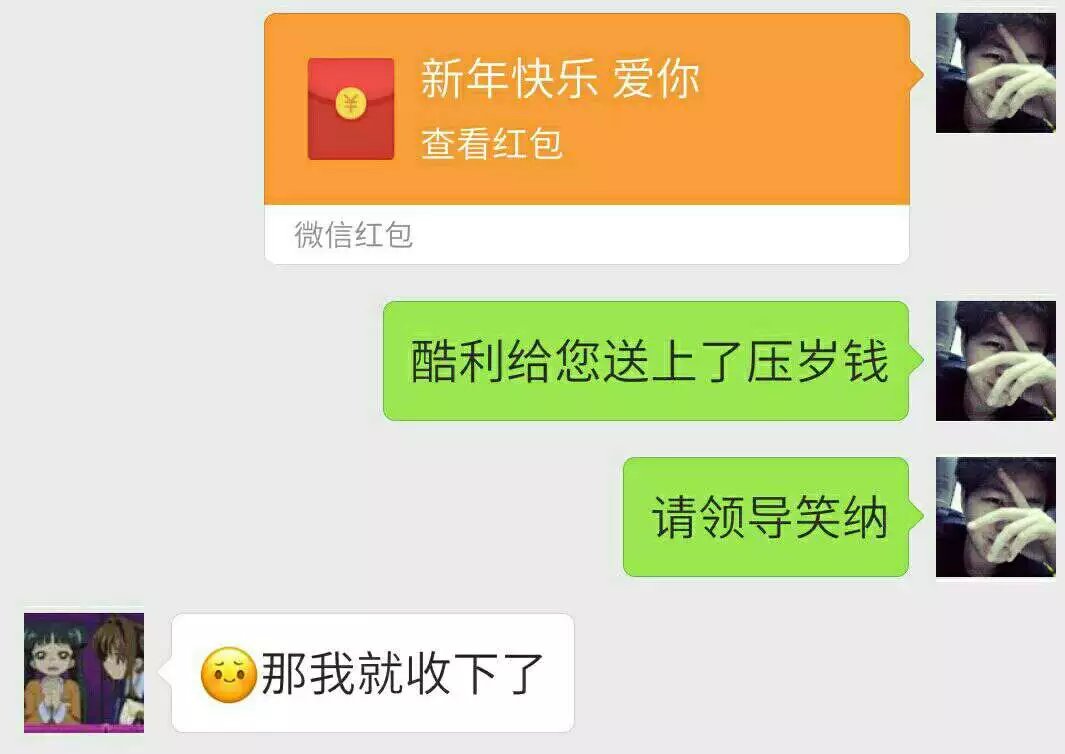 新年快乐 爱你
查看红包
微信红包
酷利给您送上了压岁钱
请领导笑纳
那我就收下了